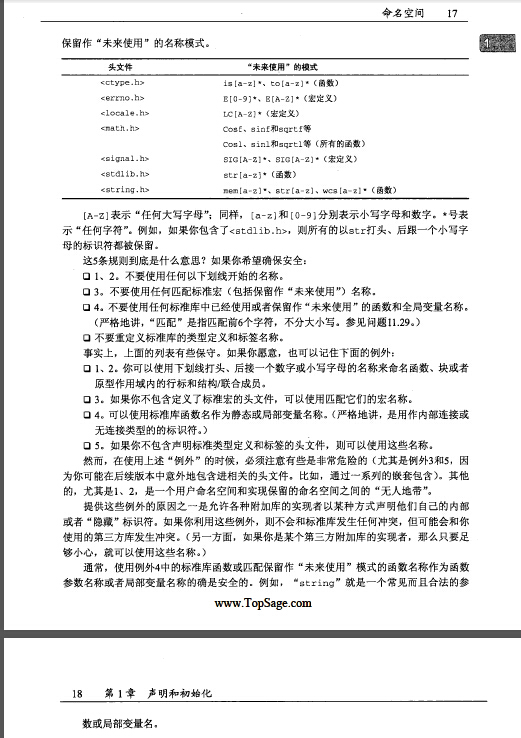 命名空间 17
1
保留作“未来使用”的名称模式。
头文件 “未来使用”的模式
<ctype.h> is[a-z]*、to[a-z]*（函数）
<errno.h> E[0-9]*、E[A-Z]*（宏定义）
<locale.h> LC[A-Z]*（宏定义）
<math.h> Cosf、sinf和sqrtf等
Cosl、sinl和sqrtl等（所有的函数）
<signal.h> SIG[A-Z]*、SIG[A-Z]*（宏定义）
<stdlib.h> str[a-z]*（函数）
<string.h> mem[a-z]*、str[a-z]、wcs[a-z]*（函数）
[A-Z]表示“任何大写字母”；同样，[a-z]和[0-9]分别表示小写字母和数字。*号表
示“任何字符”。例如，如果你包含了<stdlib.h>，则所有的以str打头、后跟一个小写字
母的标识符都被保留。
这5条规则到底是什么意思？如果你希望确保安全：
❑ 1、2。不要使用任何以下划线开始的名称。
❑ 3。不要使用任何匹配标准宏（包括保留作“未来使用”）名称。
❑ 4。不要使用任何标准库中已经使用或者保留作“未来使用”的函数和全局变量名称。
（严格地讲，“匹配”是指匹配前6个字符，不分大小写。参见问题11.29。）
❑ 不要重定义标准库的类型定义和标签名称。
事实上，上面的列表有些保守。如果你愿意，也可以记住下面的例外：
❑ 1、2。你可以使用下划线打头、后接一个数字或小写字母的名称来命名函数、块或者
原型作用域内的行标和结构/联合成员。
❑ 3。如果你不包含定义了标准宏的头文件，可以使用匹配它们的宏名称。
❑ 4。可以使用标准库函数名作为静态或局部变量名称。（严格地讲，是用作内部连接或
无连接类型的的标识符。）
❑ 5。如果你不包含声明标准类型定义和标签的头文件，则可以使用这些名称。
然而，在使用上述“例外”的时候，必须注意有些是非常危险的（尤其是例外3和5，因
为你可能在后续版本中意外地包含进相关的头文件。比如，通过一系列的嵌套包含）。其他
的，尤其是1、2，是一个用户命名空间和实现保留的命名空间之间的“无人地带”。
提供这些例外的原因之一是允许各种附加库的实现者以某种方式声明他们自己的内部
或者“隐藏”标识符。如果你利用这些例外，则不会和标准库发生任何冲突，但可能会和你
使用的第三方库发生冲突。（另一方面，如果你是某个第三方附加库的实现者，那么只要足
够小心，就可以使用这些名称。）
通常，使用例外4中的标准库函数或匹配保留作“未来使用”模式的函数名称作为函数
参数名称或者局部变量名称的确是安全的。例如，“string”就是一个常见而且合法的参
www.TopSage.com
18 第1章 声明和初始化
数或局部变量名。